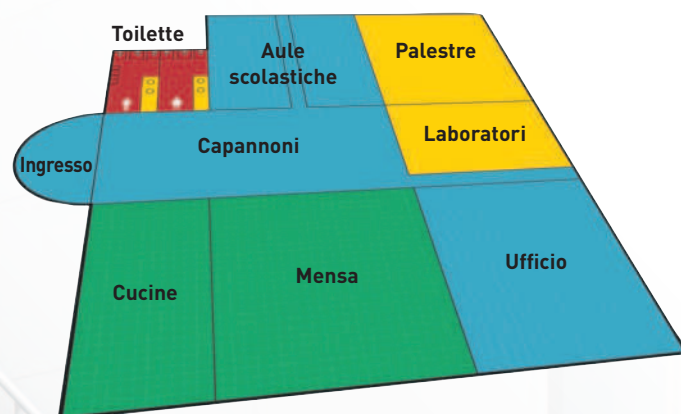 Toilette
Aule
scolastiche
Palestre
Ingresso
Capannoni
Laboratori
Cucine
Mensa
Ufficio